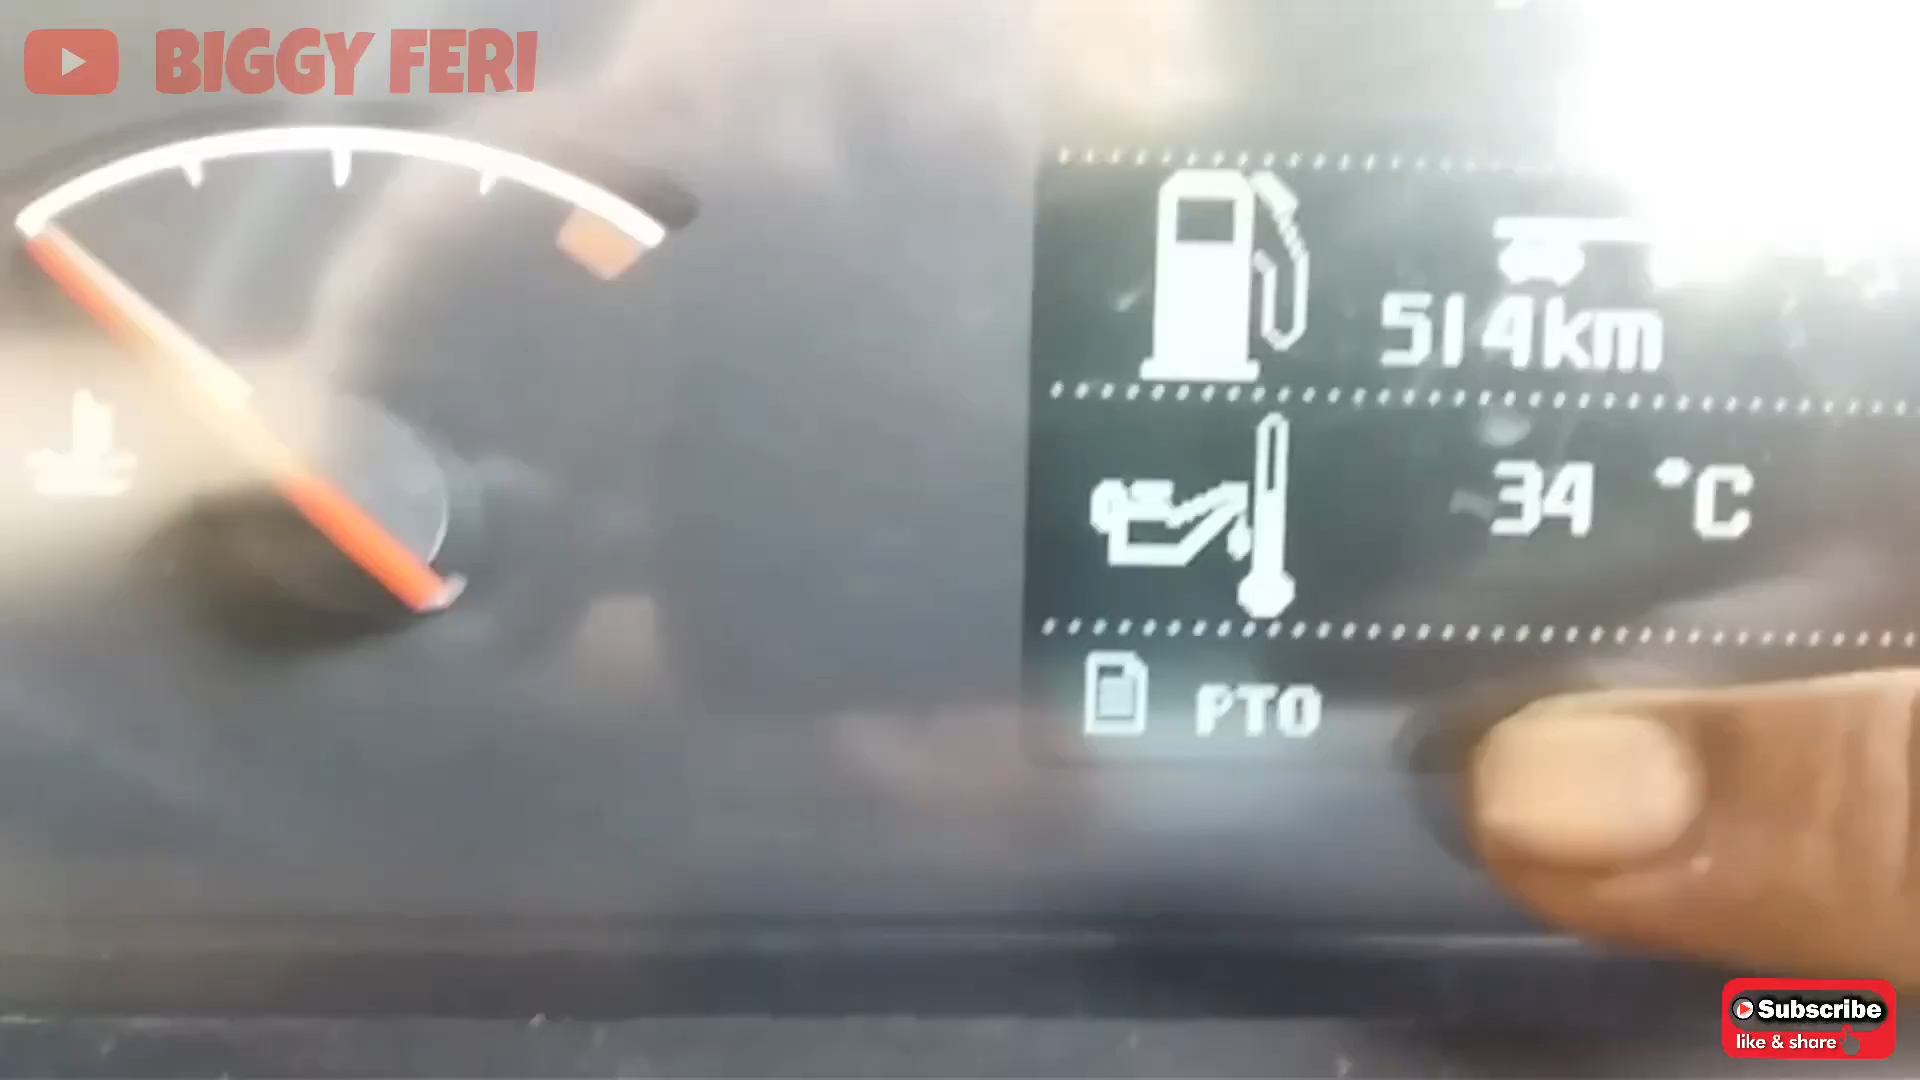 BIGGY FERI
514km
34 °C
PTO
Subscribe
like & share